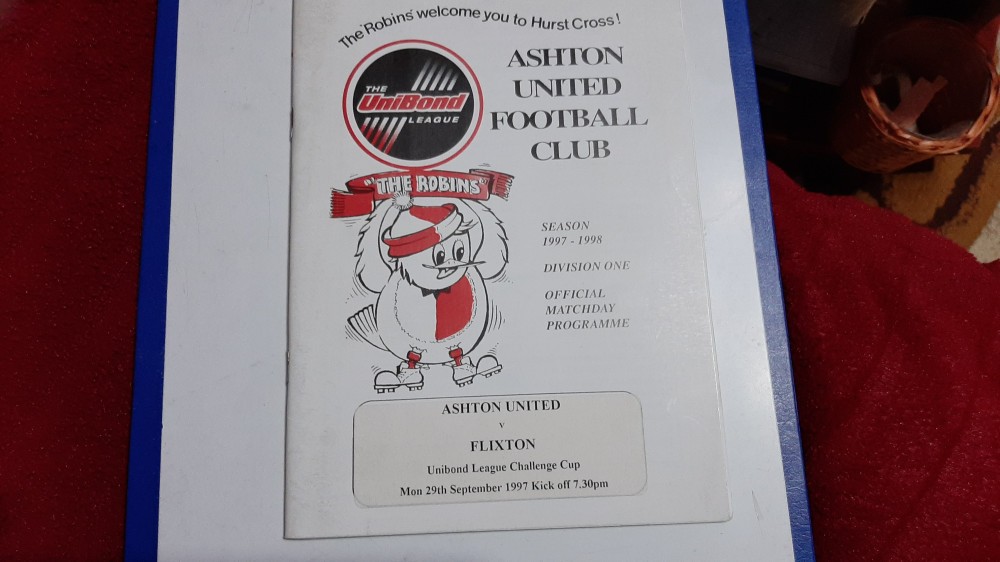 The 'Robins' welcome you to Hurst Cross!
THE
UniBond
LEAGUE
ASHTON
UNITED
FOOTBALL
CLUB
"THE ROBINS"
SEASON
1997 - 1998
DIVISION ONE
OFFICIAL
MATCHDAY
PROGRAMME
ASHTON UNITED
v
FLIXTON
Unibond League Challenge Cup
Mon 29th September 1997 Kick off 7.30pm